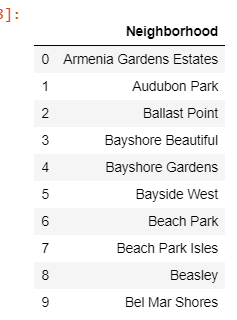 8]:
Neighborhood
0 Armenia Gardens Estates
1 Audubon Park
2 Ballast Point
3 Bayshore Beautiful
4 Bayshore Gardens
5 Bayside West
6 Beach Park
7 Beach Park Isles
8 Beasley
9 Bel Mar Shores